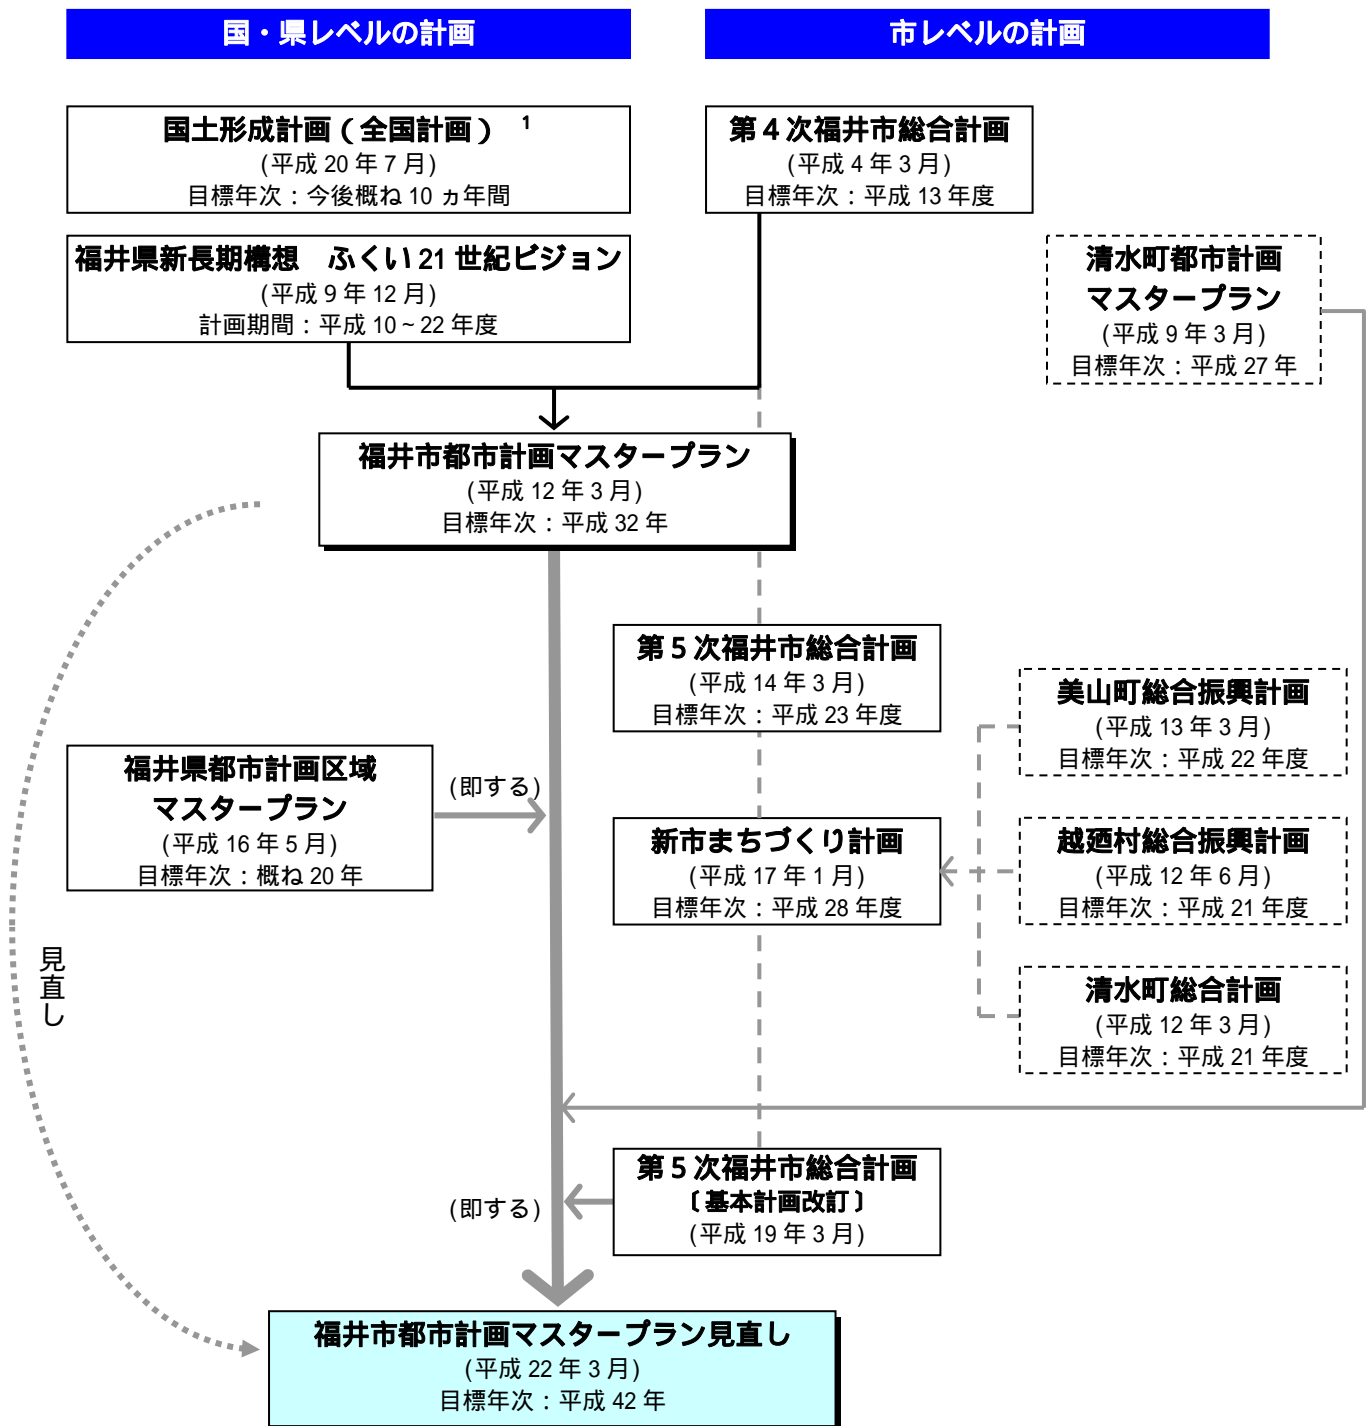 国・県レベルの計画
市レベルの計画
国土形成計画（全国計画） 1
(平成 20 年 7 月)
目標年次：今後概ね 10 ヵ年間
第４次福井市総合計画
(平成 4 年 3 月)
目標年次：平成 13 年度
福井県新長期構想　ふくい 21 世紀ビジョン
(平成 9 年 12 月)
計画期間：平成 10～22 年度
清水町都市計画
マスタープラン
(平成 9 年 3 月)
目標年次：平成 27 年
福井市都市計画マスタープラン
(平成 12 年 3 月)
目標年次：平成 32 年
第５次福井市総合計画
(平成 14 年 3 月)
目標年次：平成 23 年度
美山町総合振興計画
(平成 13 年 3 月)
目標年次：平成 22 年度
福井県都市計画区域
マスタープラン
(平成 16 年 5 月)
目標年次：概ね 20 年
(即する)
新市まちづくり計画
(平成 17 年 1 月)
目標年次：平成 28 年度
越廼村総合振興計画
(平成 12 年 6 月)
目標年次：平成 21 年度
見直し
清水町総合計画
(平成 12 年 3 月)
目標年次：平成 21 年度
第５次福井市総合計画
〔基本計画改訂〕
(平成 19 年 3 月)
(即する)
福井市都市計画マスタープラン見直し
(平成 22 年 3 月)
目標年次：平成 42 年